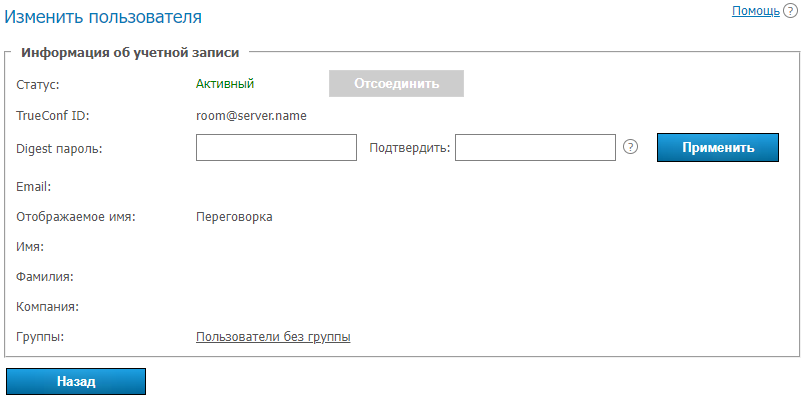 Изменить пользователя
Помощь ?
Информация об учетной записи
Статус: Активный Отсоединить
TrueConf ID: room@server.name
Digest пароль: Подтвердить: ? Применить
Email:
Отображаемое имя: Переговорка
Имя:
Фамилия:
Компания:
Группы: Пользователи без группы
Назад